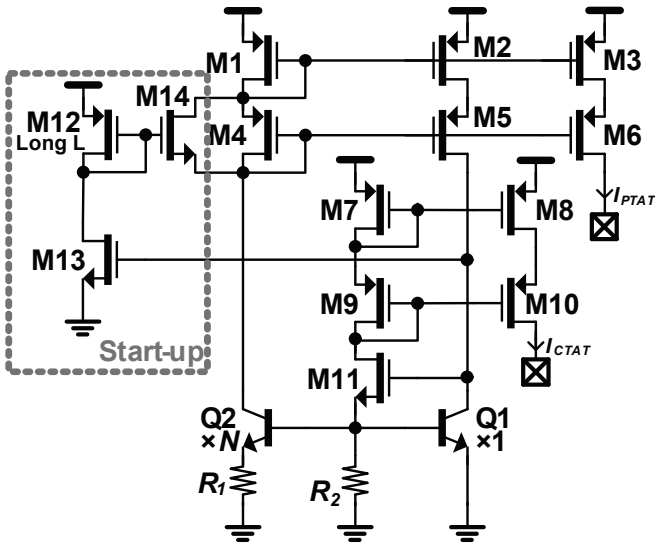 M1
M2
M3
M12
Long L
M14
M4
M5
M6
I_PTAT
M7
M8
M13
M9
M10
Start-up
M11
I_CTAT
Q2
×N
Q1
×1
R1
R2